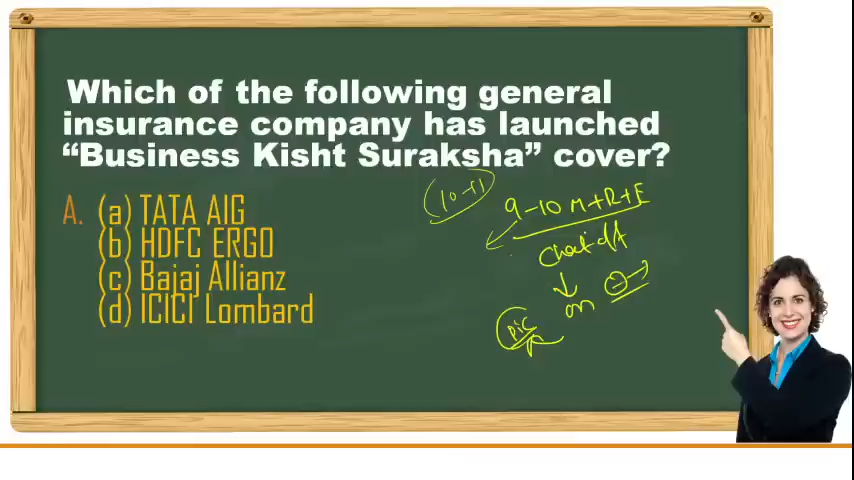 Which of the following general
insurance company has launched
“Business Kisht Suraksha” cover?
A. (a) TATA AIG
(b) HDFC ERGO
(c) Bajaj Allianz
(d) ICICI Lombard
10-11
9-10 M+R+E
on